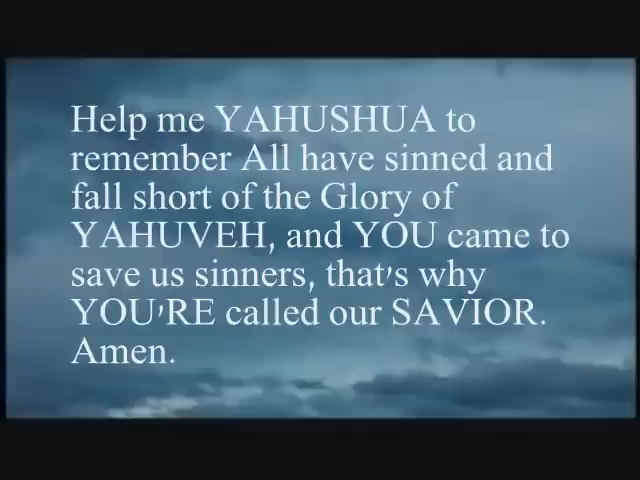 Help me YAHUSHUA to
remember All have sinned and
fall short of the Glory of
YAHUVEH, and YOU came to
save us sinners, that's why
YOU'RE called our SAVIOR.
Amen.